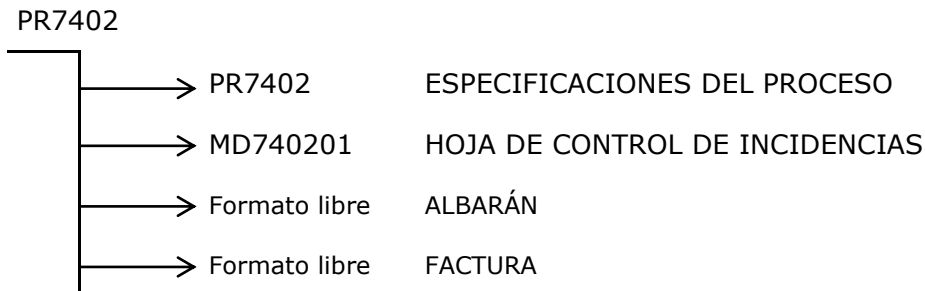 PR7402
PR7402 ESPECIFICACIONES DEL PROCESO
MD740201 HOJA DE CONTROL DE INCIDENCIAS
Formato libre ALBARÁN
Formato libre FACTURA